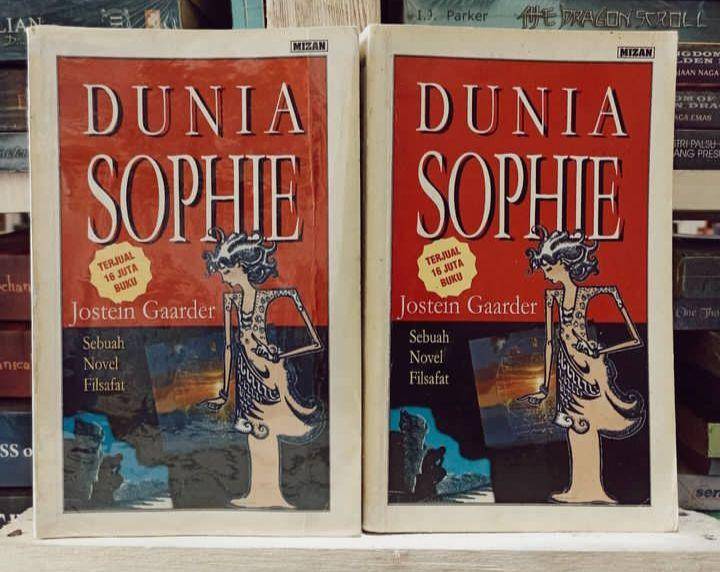 I.J. Parker THE DRAGON SCROLL
MIZAN
DUNIA
SOPHIE
TERJUAL
16 JUTA
BUKU
Jostein Gaarder
Sebuah
Novel
Filsafat
MIZAN
DUNIA
SOPHIE
TERJUAL
16 JUTA
BUKU
Jostein Gaarder
Sebuah
Novel
Filsafat